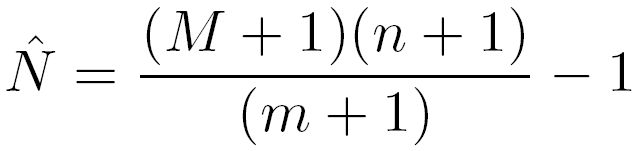 N̂ = (M + 1)(n + 1) / (m + 1) − 1